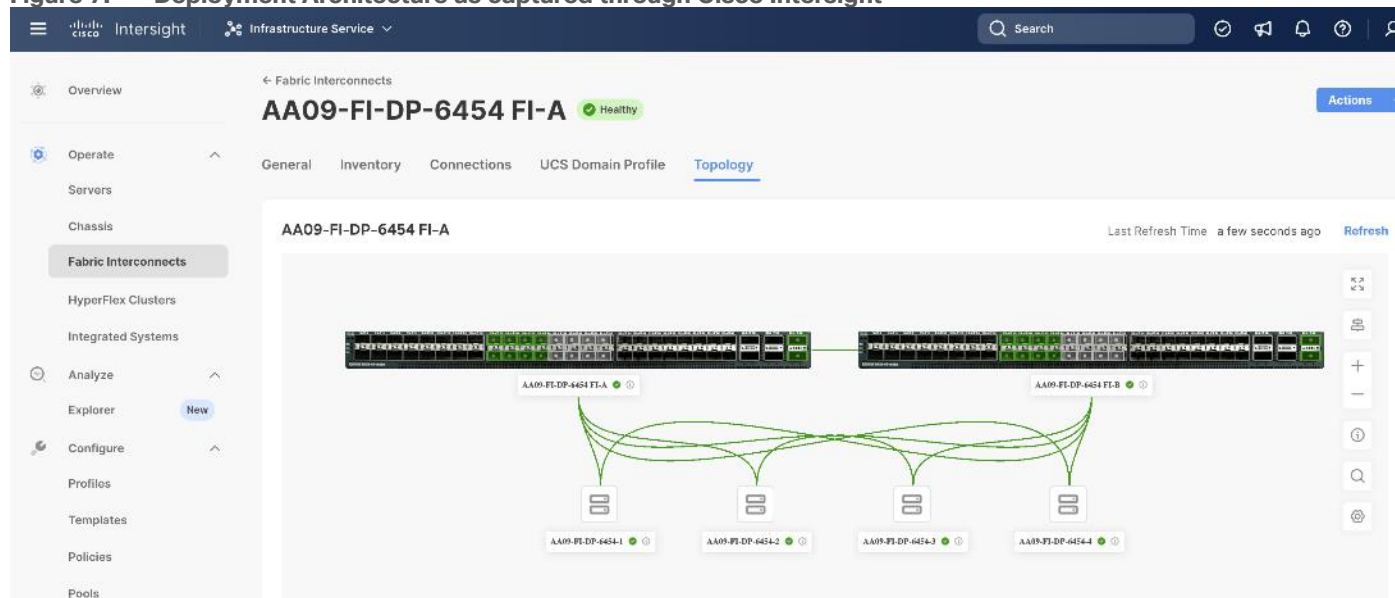 Figure 7. Deployment Architecture as captured through Cisco Intersight
cisco Intersight Infrastructure Service Search
Overview
Operate
Servers
Chassis
Fabric Interconnects
HyperFlex Clusters
Integrated Systems
Analyze
Explorer New
Configure
Profiles
Templates
Policies
Pools
← Fabric Interconnects
AA09-FI-DP-6454 FI-A Healthy
Actions
General Inventory Connections UCS Domain Profile Topology
AA09-FI-DP-6454 FI-A
Last Refresh Time a few seconds ago Refresh
AA09-FI-DP-6454 FI-A
AA09-FI-DP-6454 FI-B
AA09-FI-DP-6454-1
AA09-FI-DP-6454-2
AA09-FI-DP-6454-3
AA09-FI-DP-6454-4